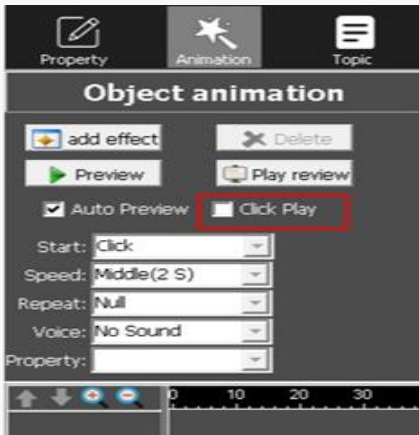 Property Animation Topic
Object animation
add effect Delete
Preview Play review
Auto Preview Click Play
Start: Click
Speed: Middle(2 S)
Repeat: Null
Voice: No Sound
Property:
0 10 20 30